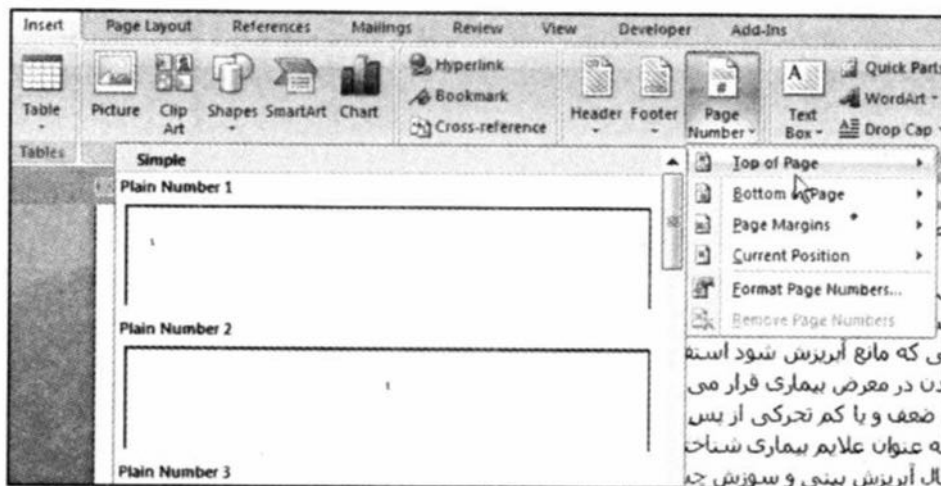 Insert Page Layout References Mailings Review View Developer Add-Ins
Table
Picture
Clip Art
Shapes
SmartArt
Chart
Hyperlink
Bookmark
Cross-reference
Header
Footer
Page Number
Text Box
Quick Parts
WordArt
Drop Cap
Tables
Simple
Plain Number 1
1
Plain Number 2
1
Plain Number 3
Top of Page
Bottom of Page
Page Margins
Current Position
Format Page Numbers...
Remove Page Numbers
که مانع آبریزش شود
در معرض بیماری قرار می
ضعف و یا کم تحرکی از پس
عنوان علایم بیماری
آبریزش بینی و سوزش